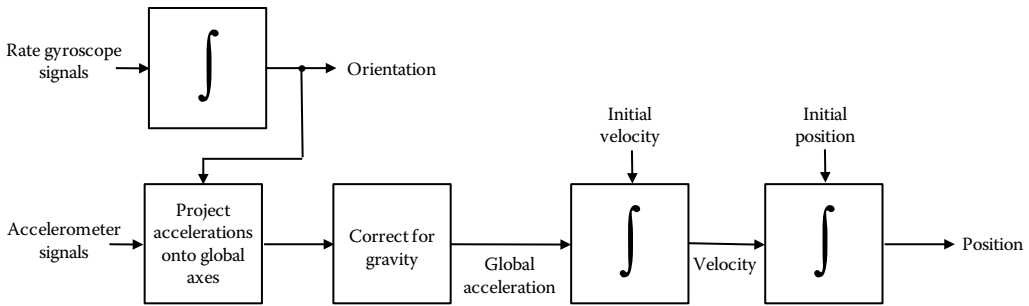 Rate gyroscope
signals
∫
Orientation
Initial
velocity
Initial
position
Accelerometer
signals
Project
accelerations
onto global
axes
Correct for
gravity
Global
acceleration
∫
Velocity
∫
Position